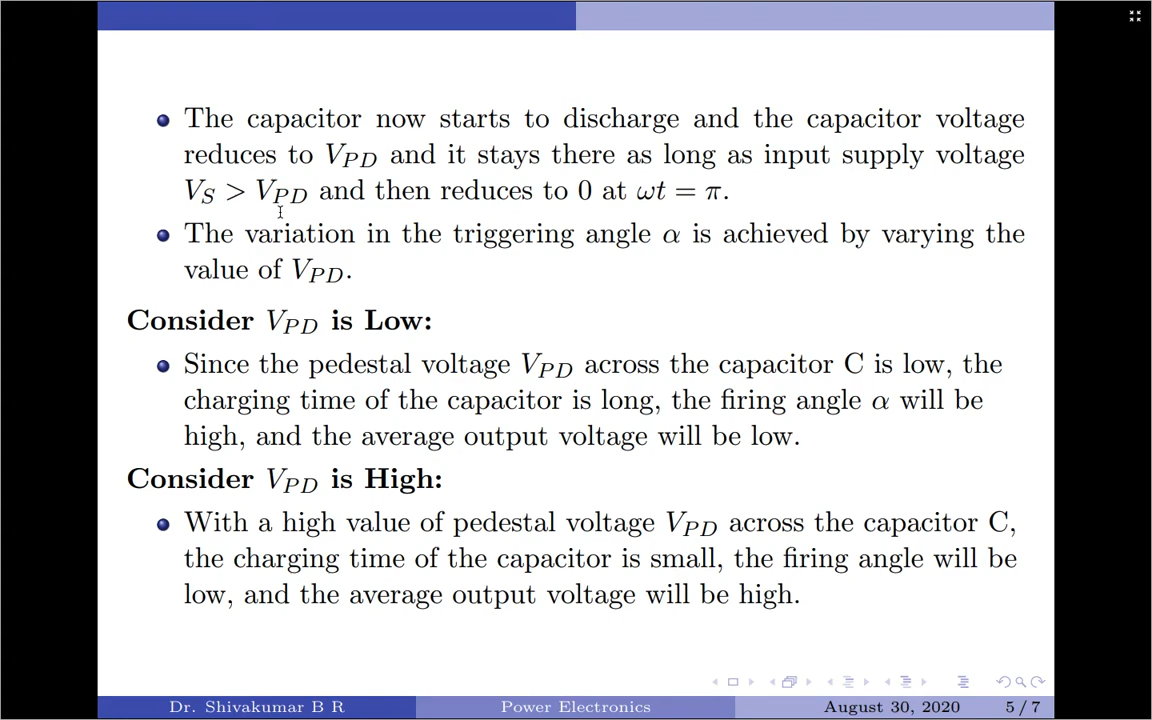 The capacitor now starts to discharge and the capacitor voltage
reduces to V_PD and it stays there as long as input supply voltage
V_S > V_PD and then reduces to 0 at ωt = π.
The variation in the triggering angle α is achieved by varying the
value of V_PD.
Consider V_PD is Low:
Since the pedestal voltage V_PD across the capacitor C is low, the
charging time of the capacitor is long, the firing angle α will be
high, and the average output voltage will be low.
Consider V_PD is High:
With a high value of pedestal voltage V_PD across the capacitor C,
the charging time of the capacitor is small, the firing angle will be
low, and the average output voltage will be high.
Dr. Shivakumar B R Power Electronics August 30, 2020 5 / 7